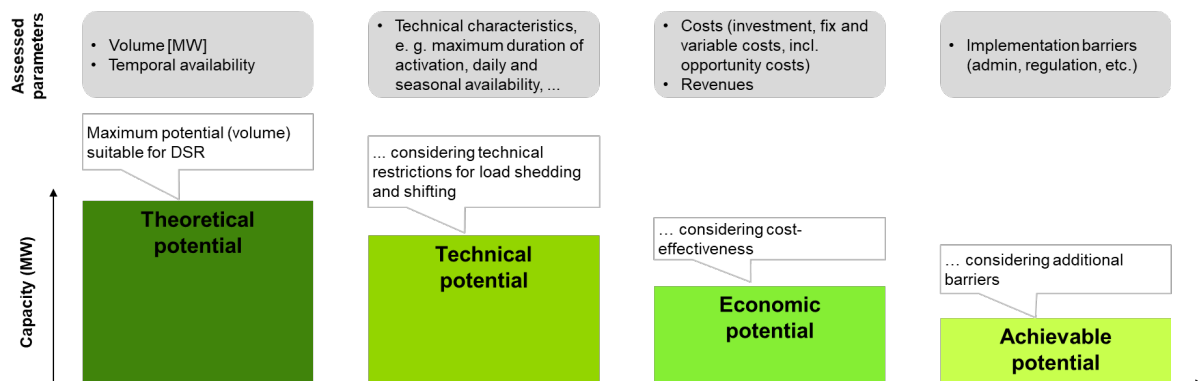 Assessed
parameters
• Volume [MW]
• Temporal availability
• Technical characteristics,
e. g. maximum duration of
activation, daily and
seasonal availability, ...
• Costs (investment, fix and
variable costs, incl.
opportunity costs)
• Revenues
• Implementation barriers
(admin, regulation, etc.)
Capacity (MW)
Maximum potential (volume)
suitable for DSR
Theoretical
potential
... considering technical
restrictions for load shedding
and shifting
Technical
potential
... considering cost-
effectiveness
Economic
potential
... considering additional
barriers
Achievable
potential